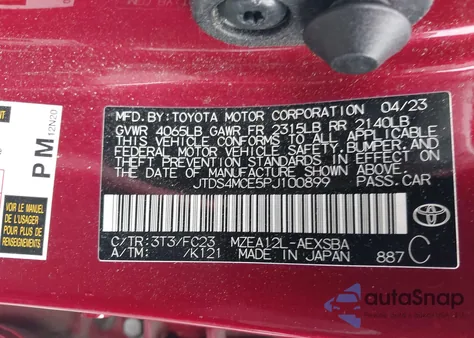 MFD. BY: TOYOTA MOTOR CORPORATION 04/23
GVWR 4065LB GAWR FR 2315LB RR 2140LB
THIS VEHICLE CONFORMS TO ALL APPLICABLE
FEDERAL MOTOR VEHICLE SAFETY, BUMPER, AND
THEFT PREVENTION STANDARDS IN EFFECT ON
THE DATE OF MANUFACTURE SHOWN ABOVE.
JTDS4MCE5PJ100899 PASS.CAR
C/TR: 3T3/FC23 MZEA12L-AEXSBA
A/TM: /K121 MADE IN JAPAN 887 C
TOYOTA
PM
12N20
MANUEL
DE L'USAGER
POUR PLUS DE
RENSEIGNEMENTS
autoSnap